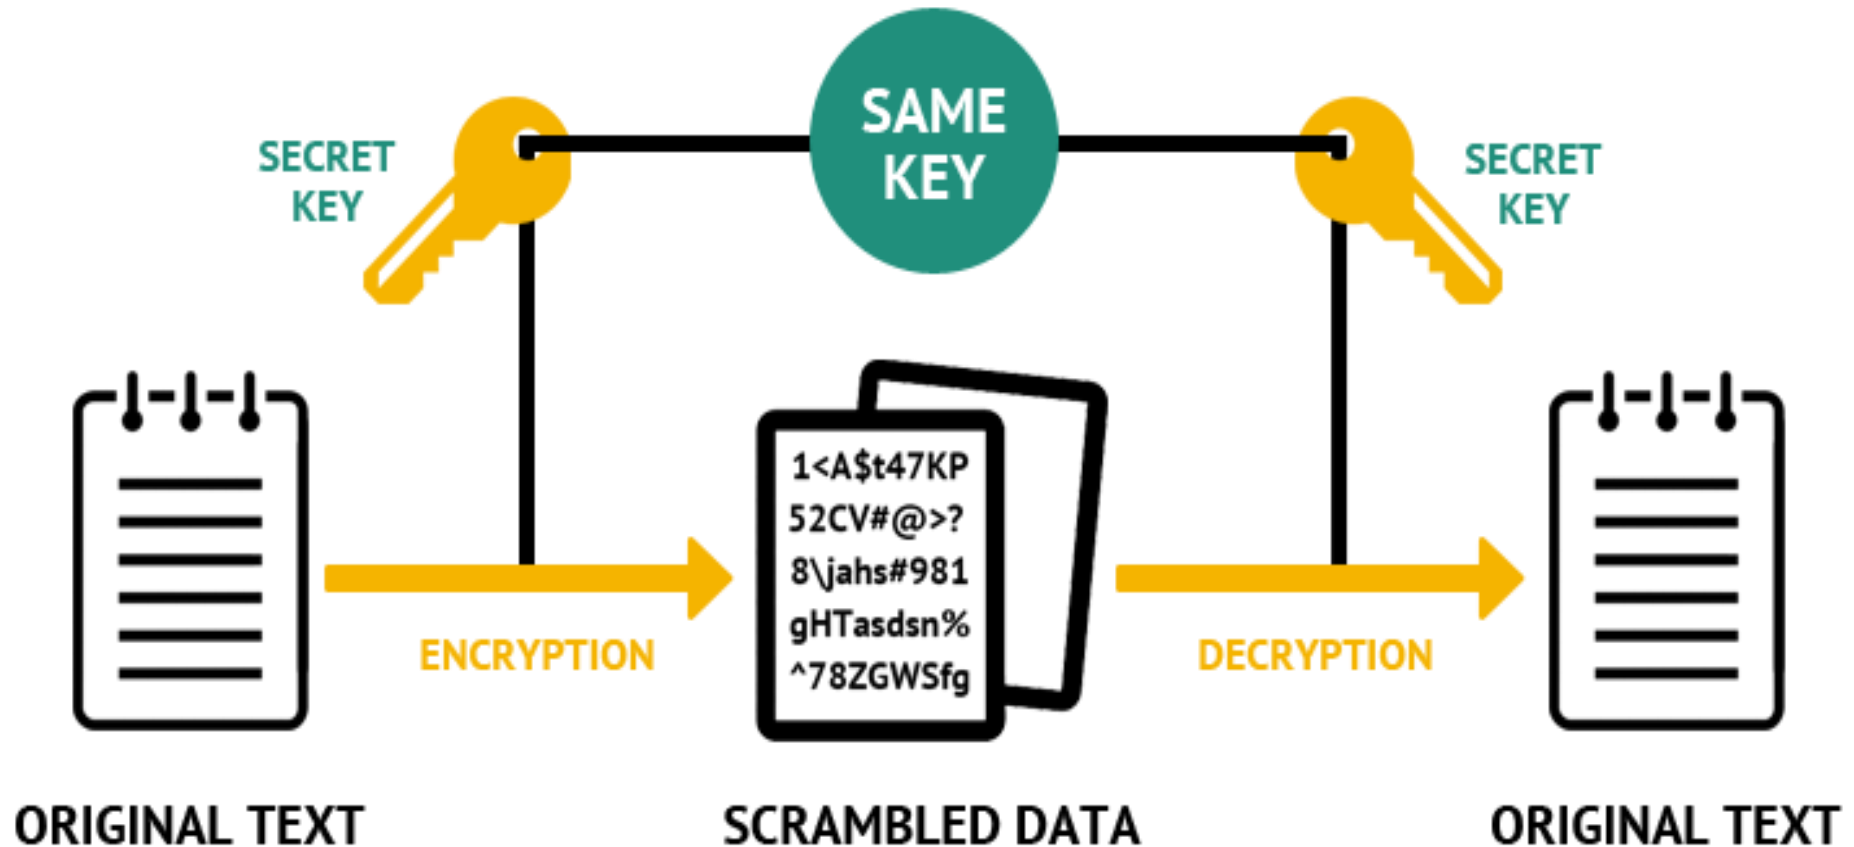 SAME
KEY
SECRET
KEY
SECRET
KEY
1<A$t47KP
52CV#@>?
8\jahs#981
gHTasdsn%
^78ZGWSfg
ENCRYPTION
DECRYPTION
ORIGINAL TEXT
SCRAMBLED DATA
ORIGINAL TEXT